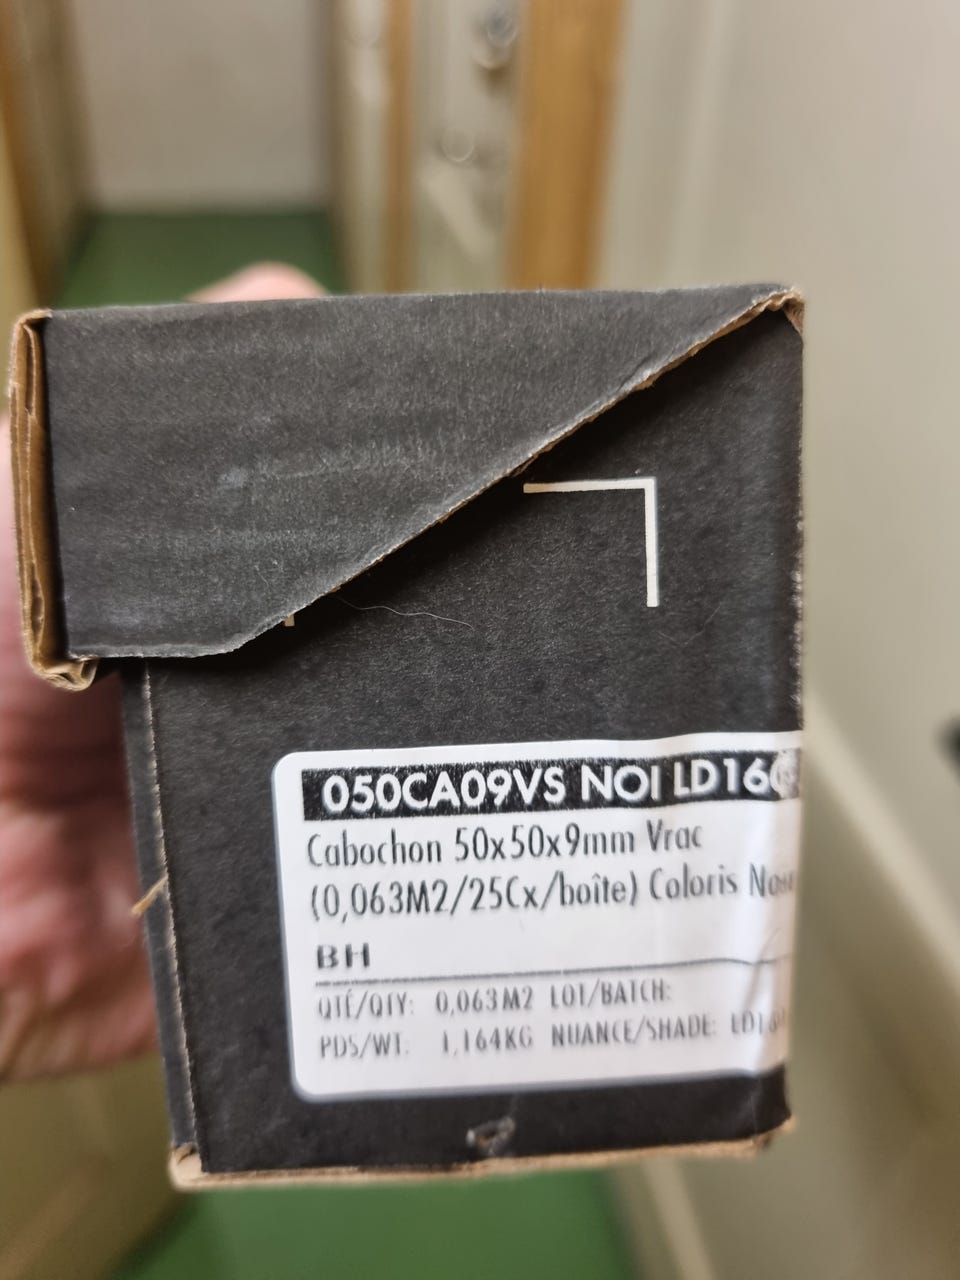 050CA09VS NOI LD16
Cabochon 50x50x9mm Vrac
(0,063M2/25Cx/boîte) Coloris
BH
QTÉ/QTY: 0,063M2 LOT/BATCH:
PDS/WT: 1,164KG NUANCE/SHADE: